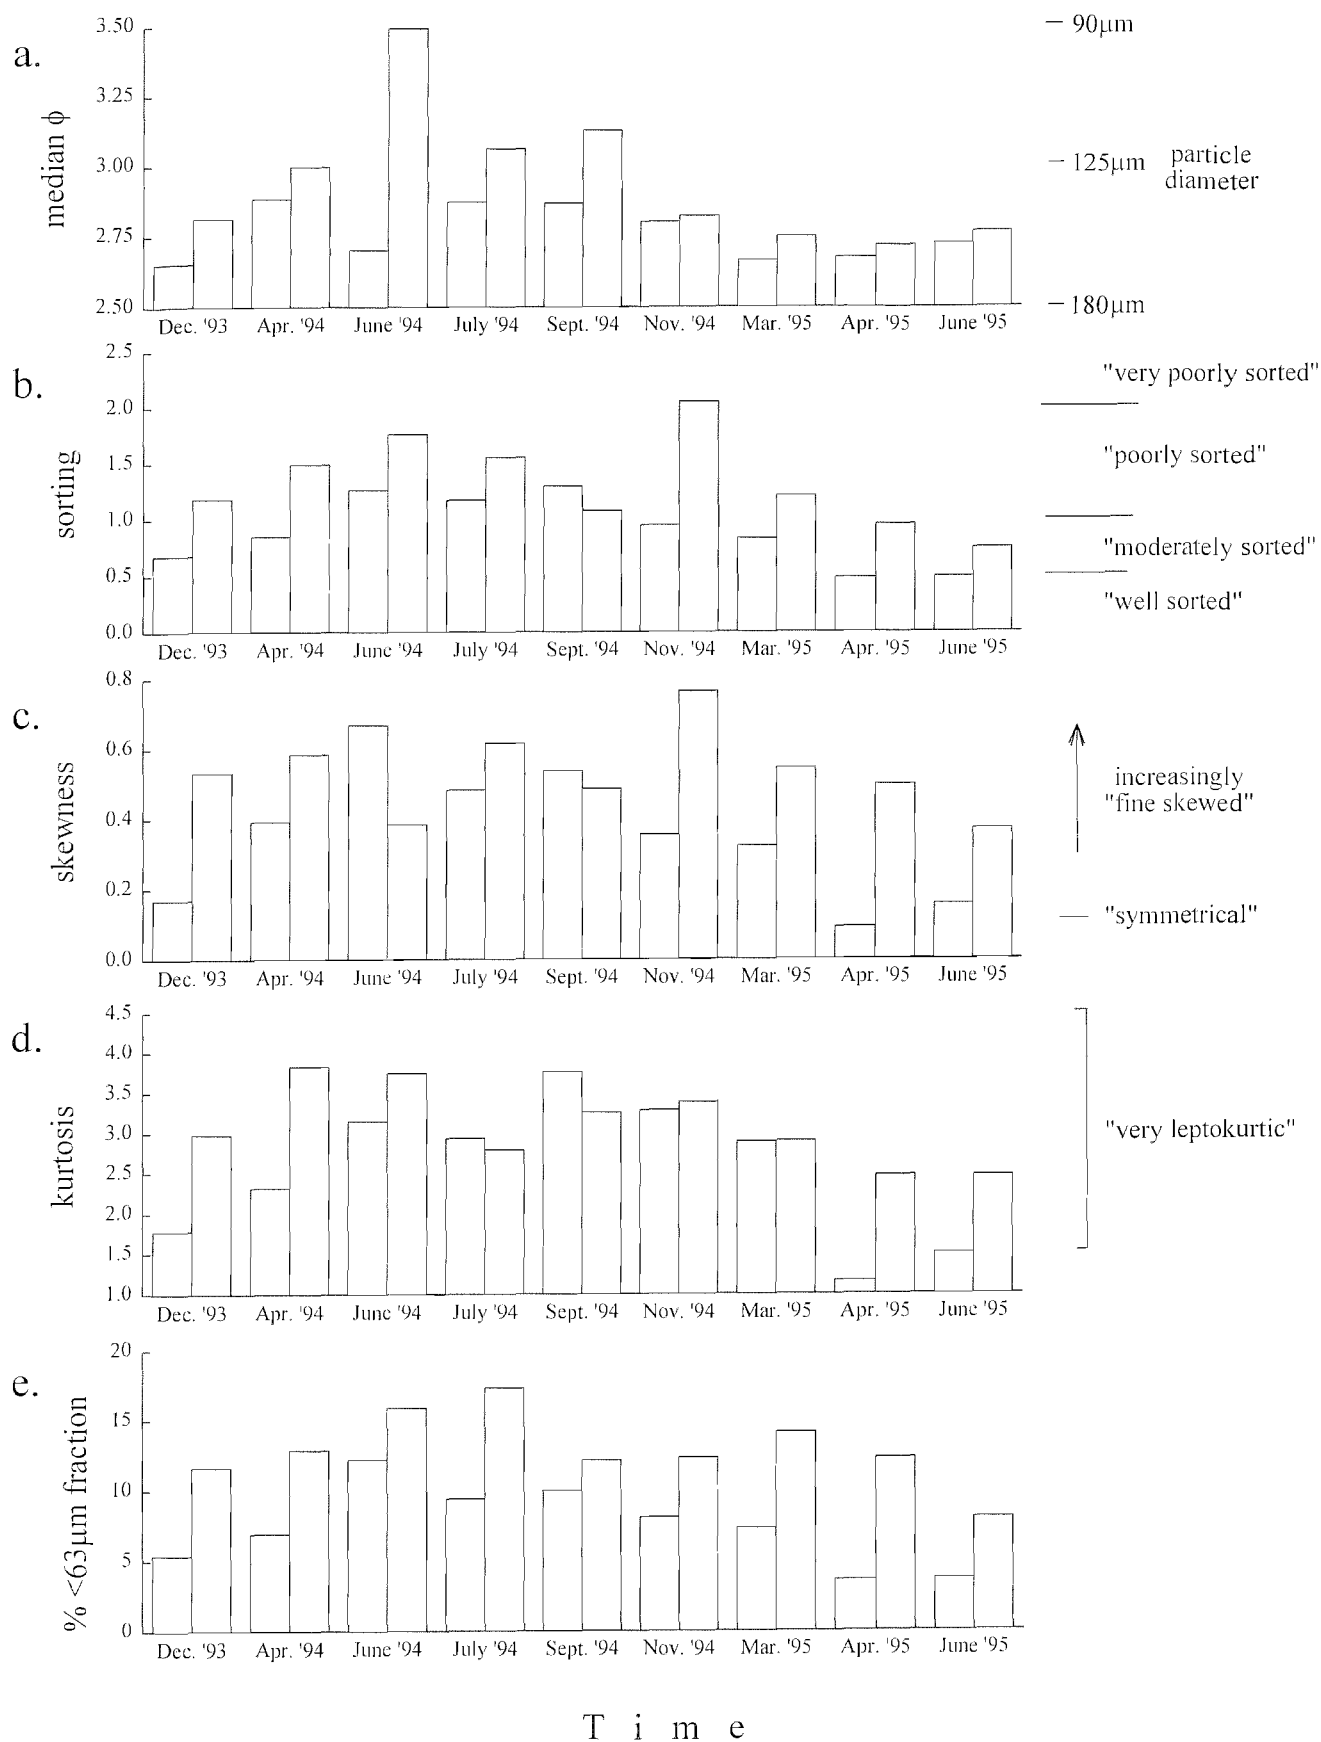 a.
median ϕ
3.50
3.25
3.00
2.75
2.50
Dec. '93 Apr. '94 June '94 July '94 Sept. '94 Nov. '94 Mar. '95 Apr. '95 June '95
90µm
125µm
particle
diameter
180µm
b.
sorting
2.5
2.0
1.5
1.0
0.5
0.0
Dec. '93 Apr. '94 June '94 July '94 Sept. '94 Nov. '94 Mar. '95 Apr. '95 June '95
"very poorly sorted"
"poorly sorted"
"moderately sorted"
"well sorted"
c.
skewness
0.8
0.6
0.4
0.2
0.0
Dec. '93 Apr. '94 June '94 July '94 Sept. '94 Nov. '94 Mar. '95 Apr. '95 June '95
increasingly
"fine skewed"
"symmetrical"
d.
kurtosis
4.5
4.0
3.5
3.0
2.5
2.0
1.5
1.0
Dec. '93 Apr. '94 June '94 July '94 Sept. '94 Nov. '94 Mar. '95 Apr. '95 June '95
"very leptokurtic"
e.
% <63µm fraction
20
15
10
5
0
Dec. '93 Apr. '94 June '94 July '94 Sept. '94 Nov. '94 Mar. '95 Apr. '95 June '95
Time